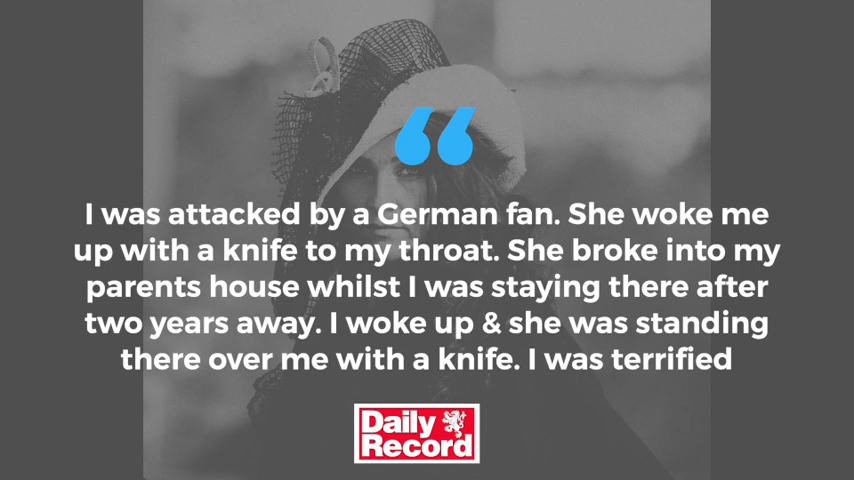 “
I was attacked by a German fan. She woke me
up with a knife to my throat. She broke into my
parents house whilst I was staying there after
two years away. I woke up & she was standing
there over me with a knife. I was terrified
Daily
Record